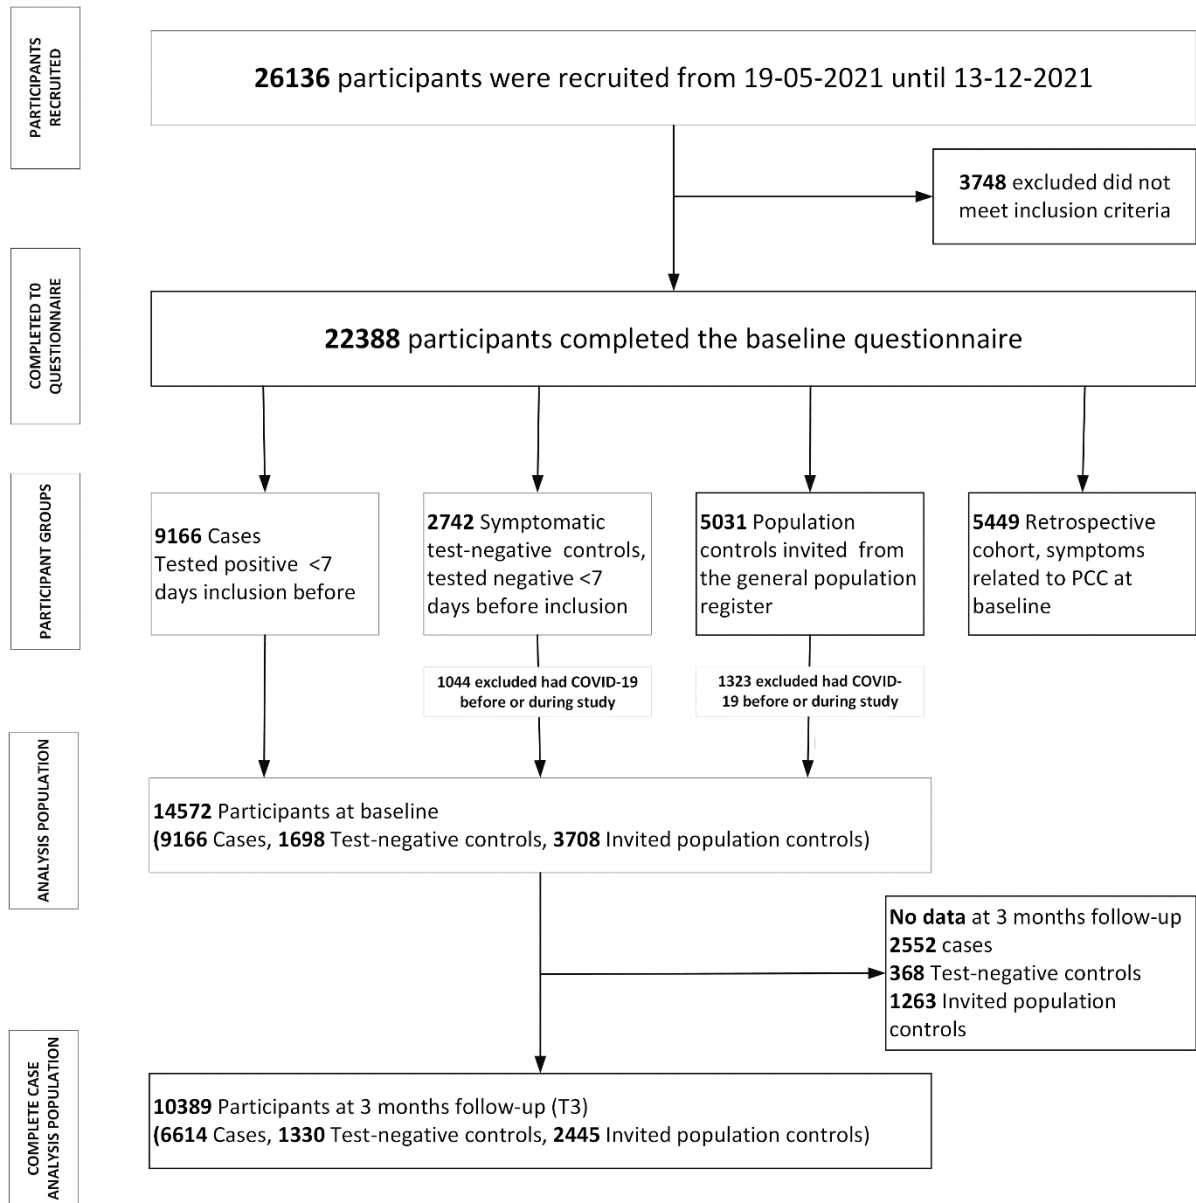 PARTICIPANTS
RECRUITED
26136 participants were recruited from 19-05-2021 until 13-12-2021
3748 excluded did not
meet inclusion criteria
COMPLETED T0
QUESTIONNAIRE
22388 participants completed the baseline questionnaire
PARTICIPANT GROUPS
9166 Cases
Tested positive <7
days inclusion before
2742 Symptomatic
test-negative controls,
tested negative <7
days before inclusion
5031 Population
controls invited from
the general population
register
5449 Retrospective
cohort, symptoms
related to PCC at
baseline
1044 excluded had COVID-19
before or during study
1323 excluded had COVID-
19 before or during study
ANALYSIS POPULATION
14572 Participants at baseline
(9166 Cases, 1698 Test-negative controls, 3708 Invited population controls)
No data at 3 months follow-up
2552 cases
368 Test-negative controls
1263 Invited population
controls
COMPLETE CASE
ANALYSIS POPULATION
10389 Participants at 3 months follow-up (T3)
(6614 Cases, 1330 Test-negative controls, 2445 Invited population controls)